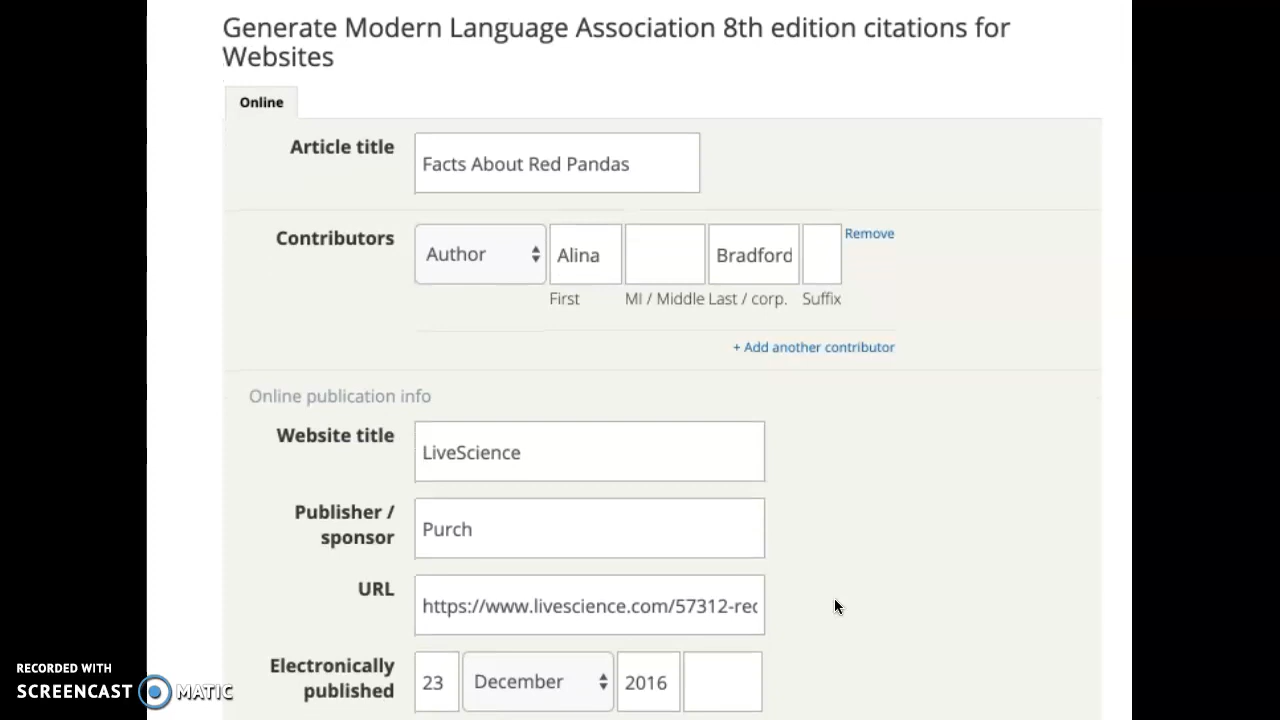 Generate Modern Language Association 8th edition citations for
Websites
Online
Article title
Facts About Red Pandas
Contributors
Author
Alina
Bradford
Remove
First
MI / Middle
Last / corp.
Suffix
+ Add another contributor
Online publication info
Website title
LiveScience
Publisher /
sponsor
Purch
URL
https://www.livescience.com/57312-red
Electronically
published
23
December
2016
RECORDED WITH
SCREENCAST MATIC